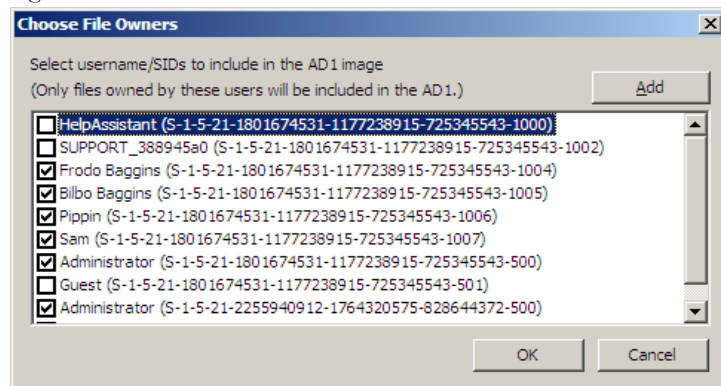 Choose File Owners
Select username/SIDs to include in the AD1 image
(Only files owned by these users will be included in the AD1.)
Add
HelpAssistant (S-1-5-21-1801674531-1177238915-725345543-1000)
SUPPORT_388945a0 (S-1-5-21-1801674531-1177238915-725345543-1002)
Frodo Baggins (S-1-5-21-1801674531-1177238915-725345543-1004)
Bilbo Baggins (S-1-5-21-1801674531-1177238915-725345543-1005)
Pippin (S-1-5-21-1801674531-1177238915-725345543-1006)
Sam (S-1-5-21-1801674531-1177238915-725345543-1007)
Administrator (S-1-5-21-1801674531-1177238915-725345543-500)
Guest (S-1-5-21-1801674531-1177238915-725345543-501)
Administrator (S-1-5-21-2255940912-1764320575-828644372-500)
OK
Cancel